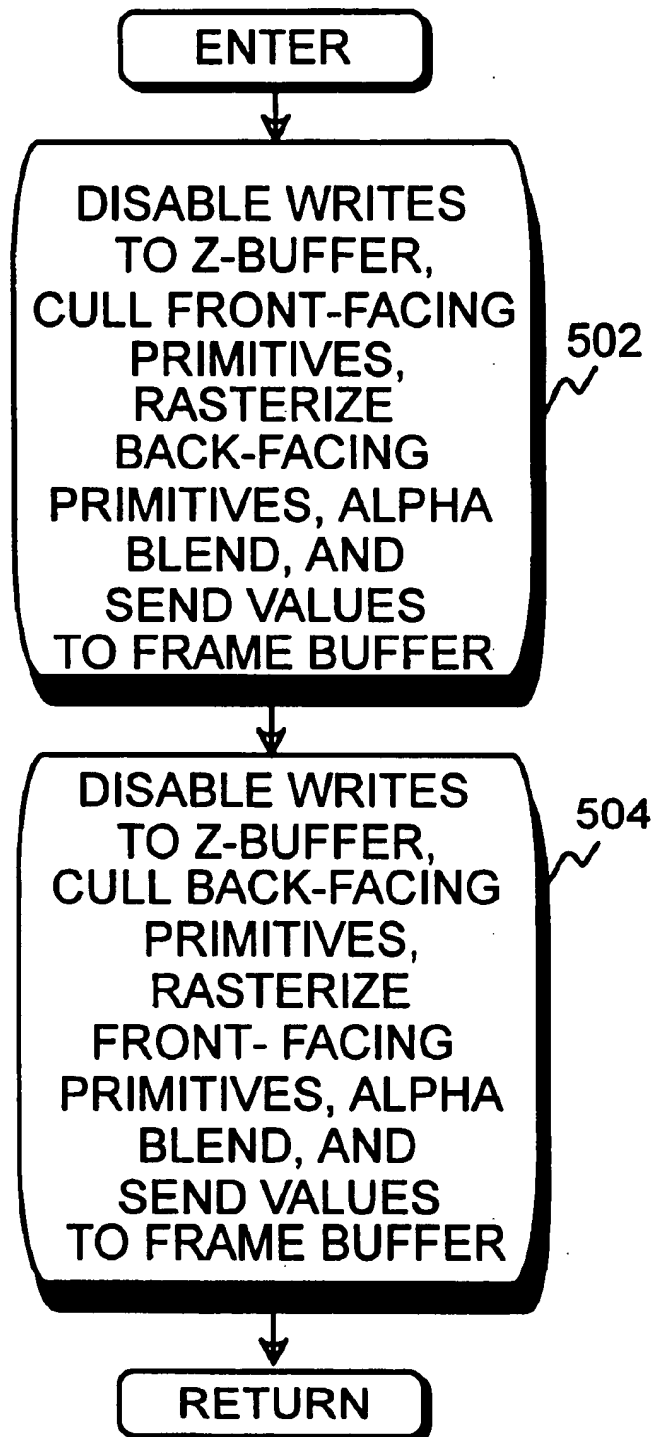 ENTER
DISABLE WRITES
TO Z-BUFFER,
CULL FRONT-FACING
PRIMITIVES,
RASTERIZE
BACK-FACING
PRIMITIVES, ALPHA
BLEND, AND
SEND VALUES
TO FRAME BUFFER
502
DISABLE WRITES
TO Z-BUFFER,
CULL BACK-FACING
PRIMITIVES,
RASTERIZE
FRONT- FACING
PRIMITIVES, ALPHA
BLEND, AND
SEND VALUES
TO FRAME BUFFER
504
RETURN